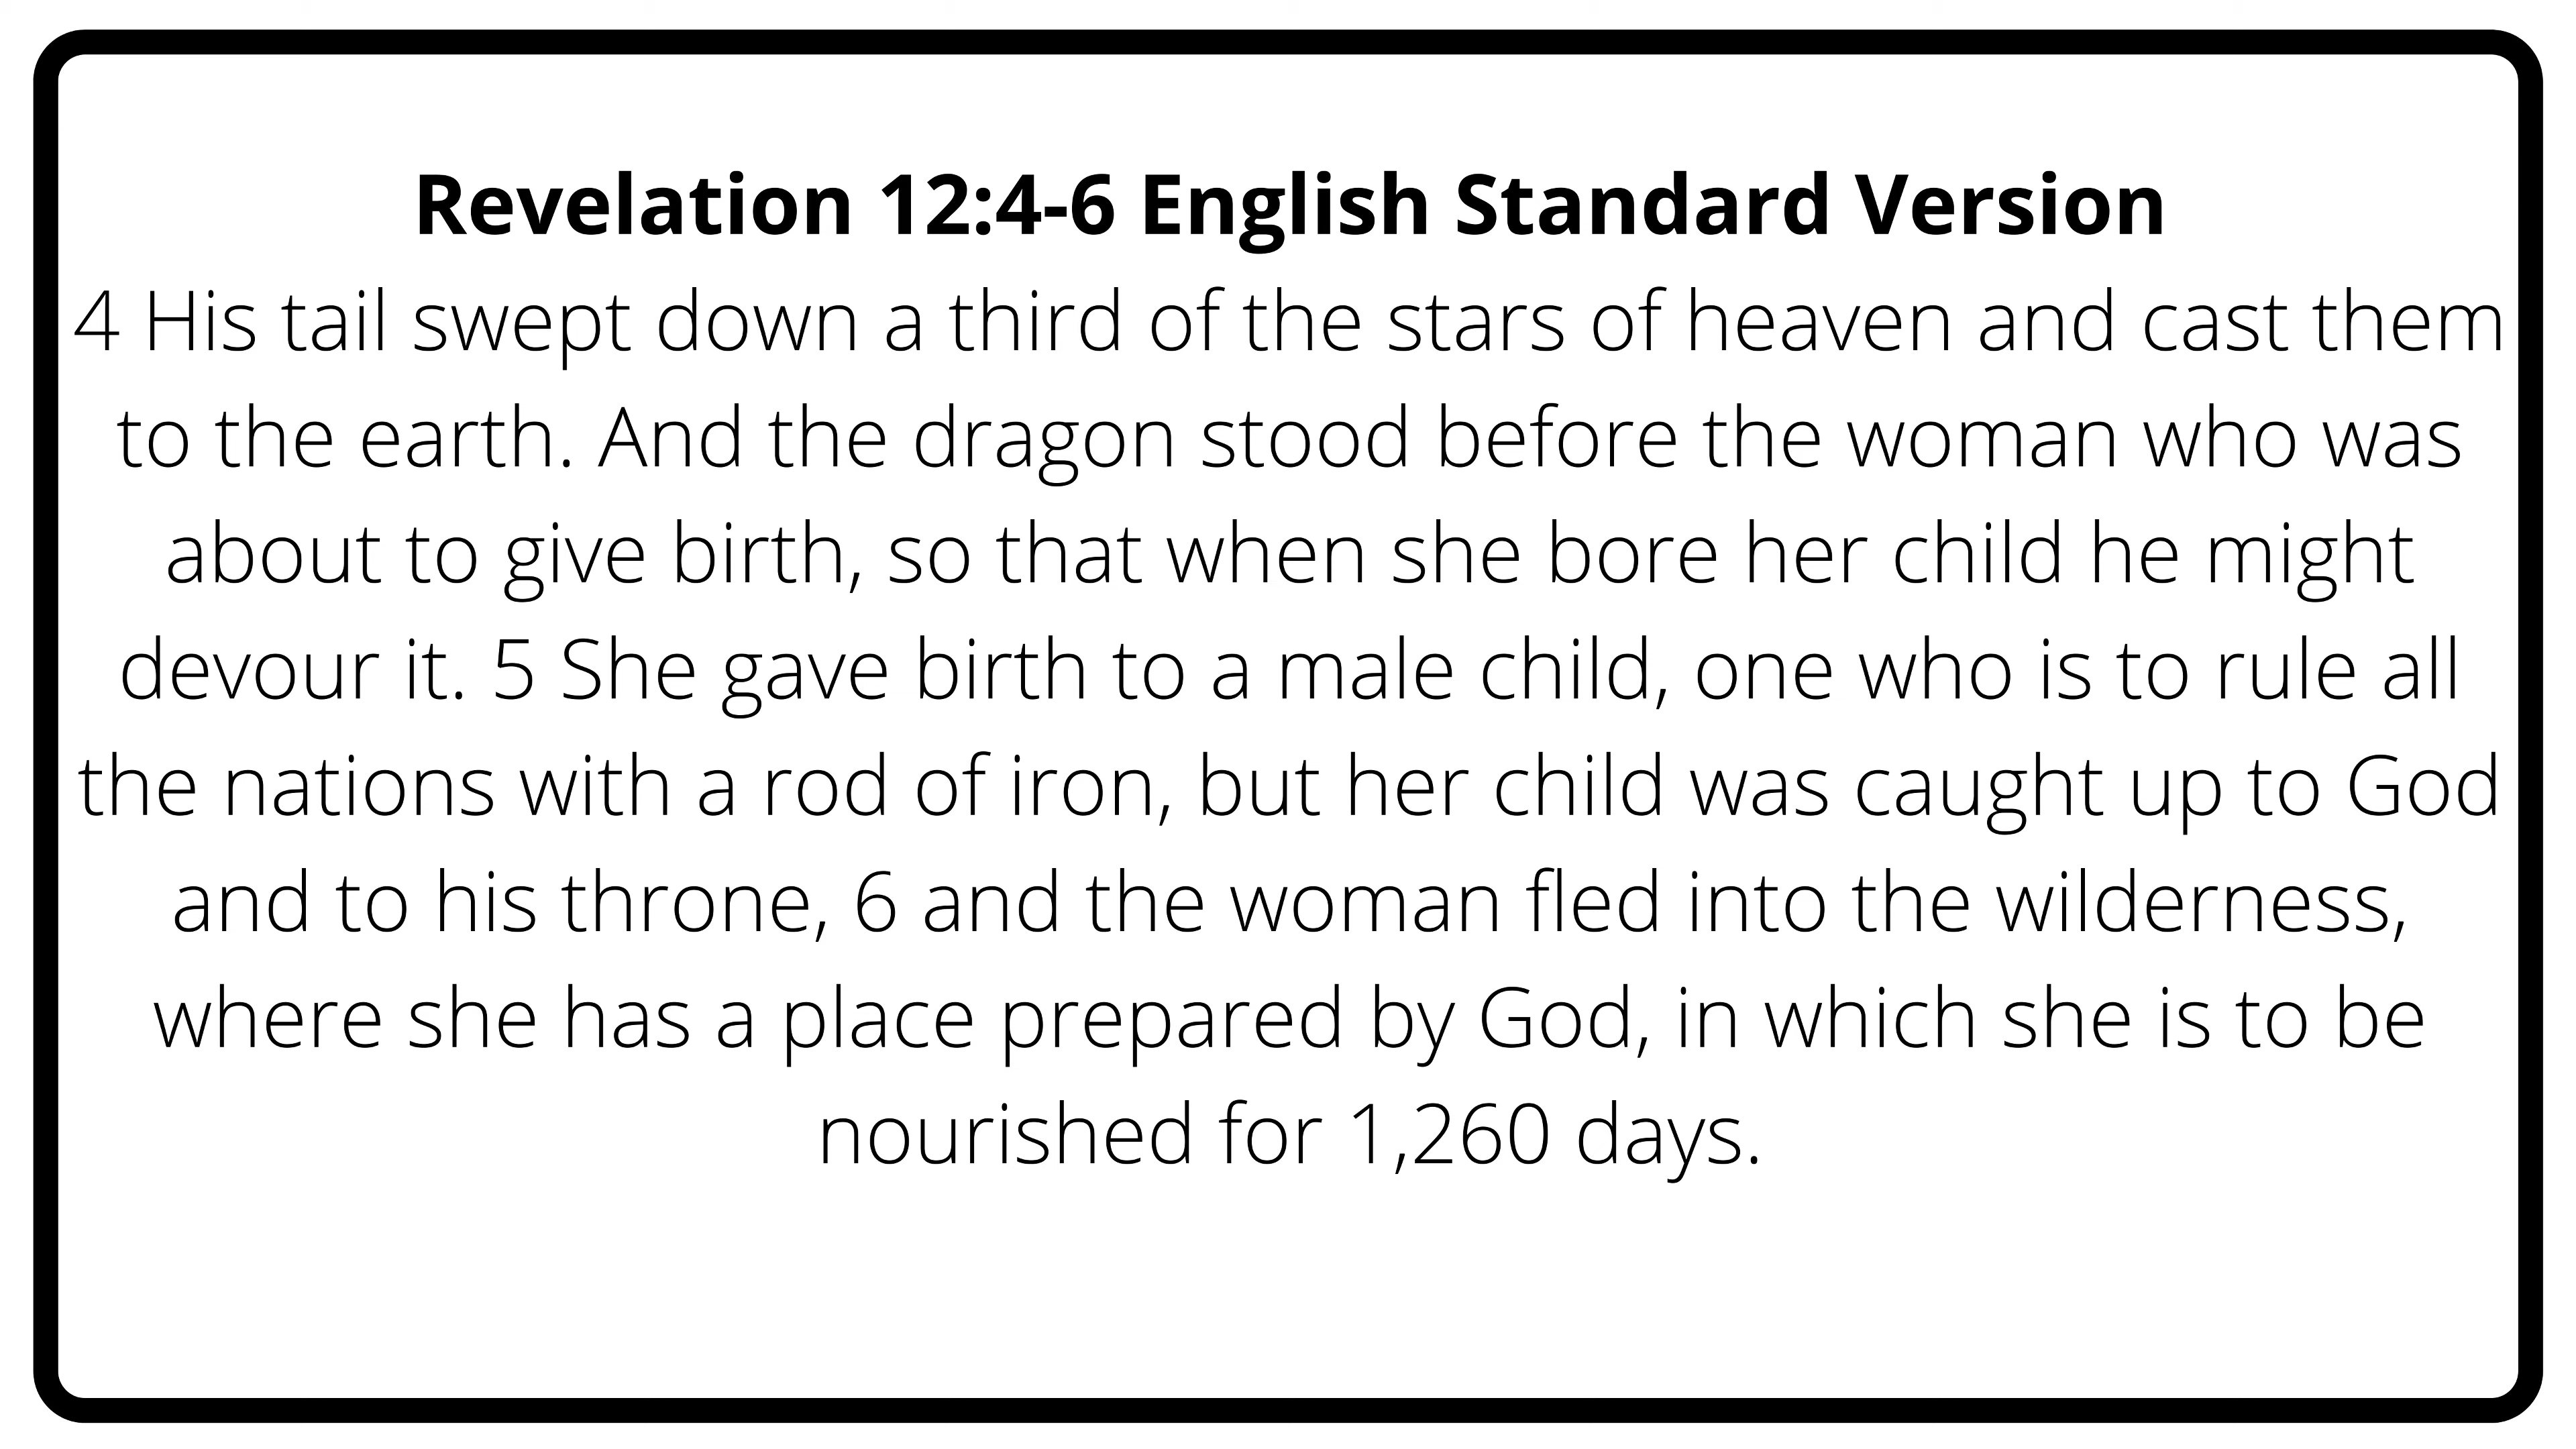 Revelation 12:4-6 English Standard Version
4 His tail swept down a third of the stars of heaven and cast them
to the earth. And the dragon stood before the woman who was
about to give birth, so that when she bore her child he might
devour it. 5 She gave birth to a male child, one who is to rule all
the nations with a rod of iron, but her child was caught up to God
and to his throne, 6 and the woman fled into the wilderness,
where she has a place prepared by God, in which she is to be
nourished for 1,260 days.